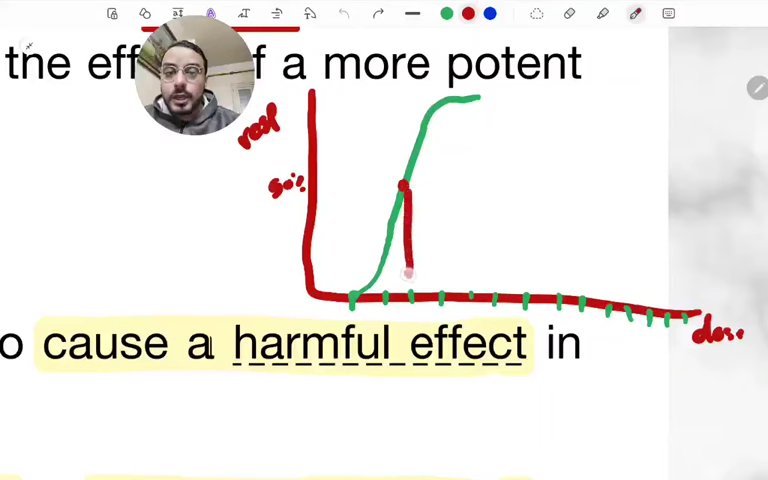 the eff f a more potent
resp
50%
o cause a harmful effect in
dose